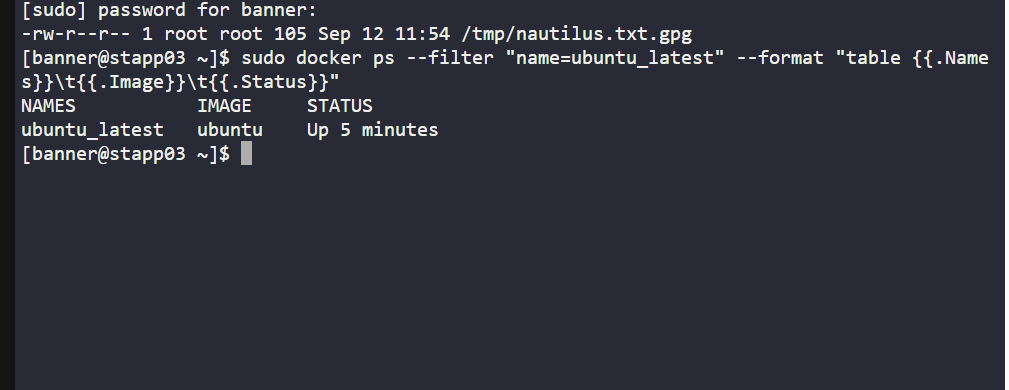 [sudo] password for banner:
-rw-r--r-- 1 root root 105 Sep 12 11:54 /tmp/nautilus.txt.gpg
[banner@stapp03 ~]$ sudo docker ps --filter "name=ubuntu_latest" --format "table {{.Name
s}}\t{{.Image}}\t{{.Status}}"
NAMES           IMAGE     STATUS
ubuntu_latest   ubuntu    Up 5 minutes
[banner@stapp03 ~]$